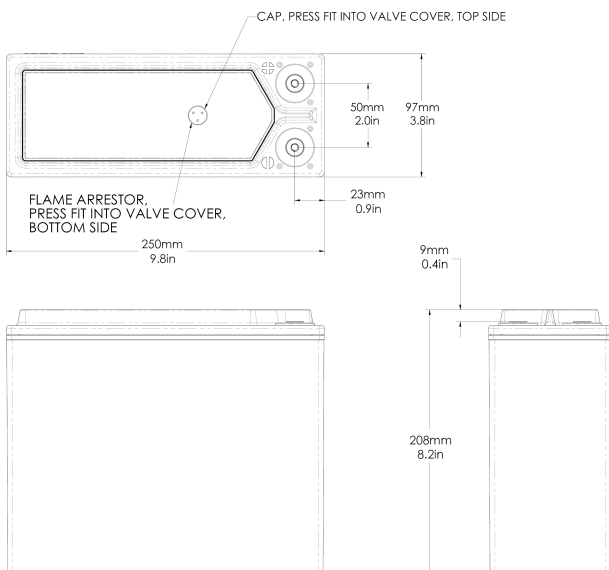 CAP, PRESS FIT INTO VALVE COVER, TOP SIDE
50mm
2.0in
97mm
3.8in
23mm
0.9in
FLAME ARRESTOR,
PRESS FIT INTO VALVE COVER,
BOTTOM SIDE
250mm
9.8in
9mm
0.4in
208mm
8.2in